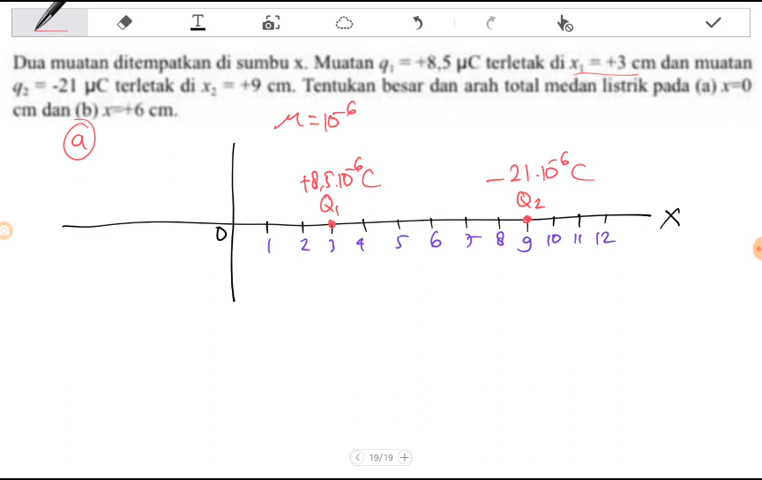 T
Dua muatan ditempatkan di sumbu x. Muatan q₁ = +8,5 μC terletak di x₁ = +3 cm dan muatan
q₂ = -21 μC terletak di x₂ = +9 cm. Tentukan besar dan arah total medan listrik pada (a) x=0
cm dan (b) x=+6 cm.
μ = 10⁻⁶
a
+8,5.10⁻⁶C
-21.10⁻⁶C
Q₁
Q₂
X
0
1 2 3 4 5 6 7 8 9 10 11 12
19/19